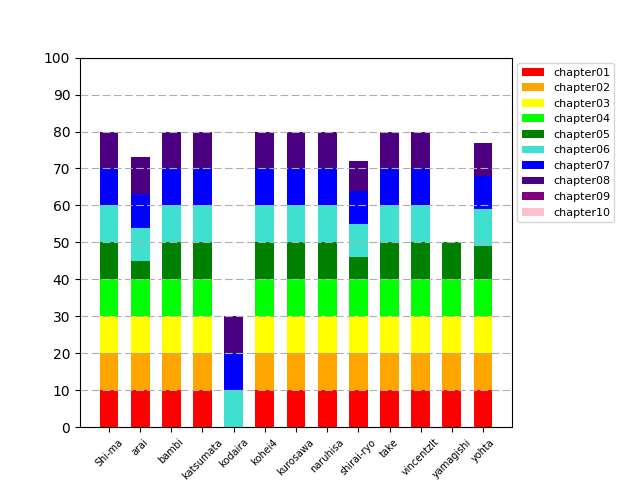 100
90
80
70
60
50
40
30
20
10
0
Shi-ma
arai
bambi
katsumata
kodaira
kohei4
kurosawa
naruhisa
shirai-ryo
take
vincentzlt
yamagishi
yohta
chapter01
chapter02
chapter03
chapter04
chapter05
chapter06
chapter07
chapter08
chapter09
chapter10